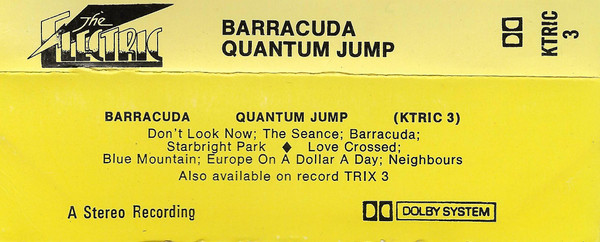 The ELECTRIC
BARRACUDA
QUANTUM JUMP
KTRIC
3
BARRACUDA QUANTUM JUMP (KTRIC 3)
Don't Look Now; The Seance; Barracuda;
Starbright Park ♦ Love Crossed;
Blue Mountain; Europe On A Dollar A Day; Neighbours
Also available on record TRIX 3
A Stereo Recording
DOLBY SYSTEM